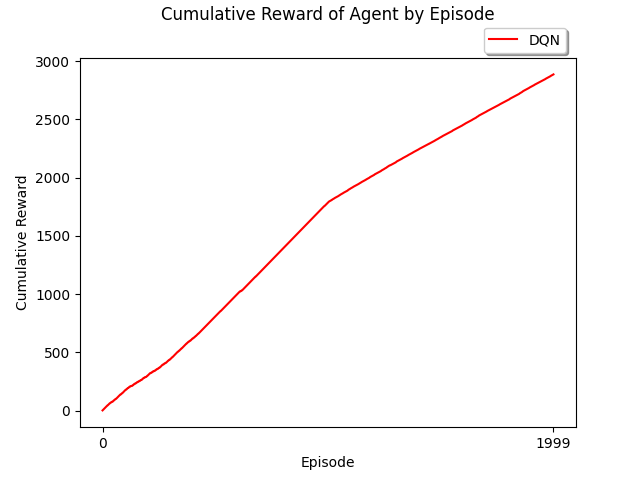 Cumulative Reward of Agent by Episode
DQN
3000
2500
2000
1500
1000
500
0
Cumulative Reward
0
1999
Episode